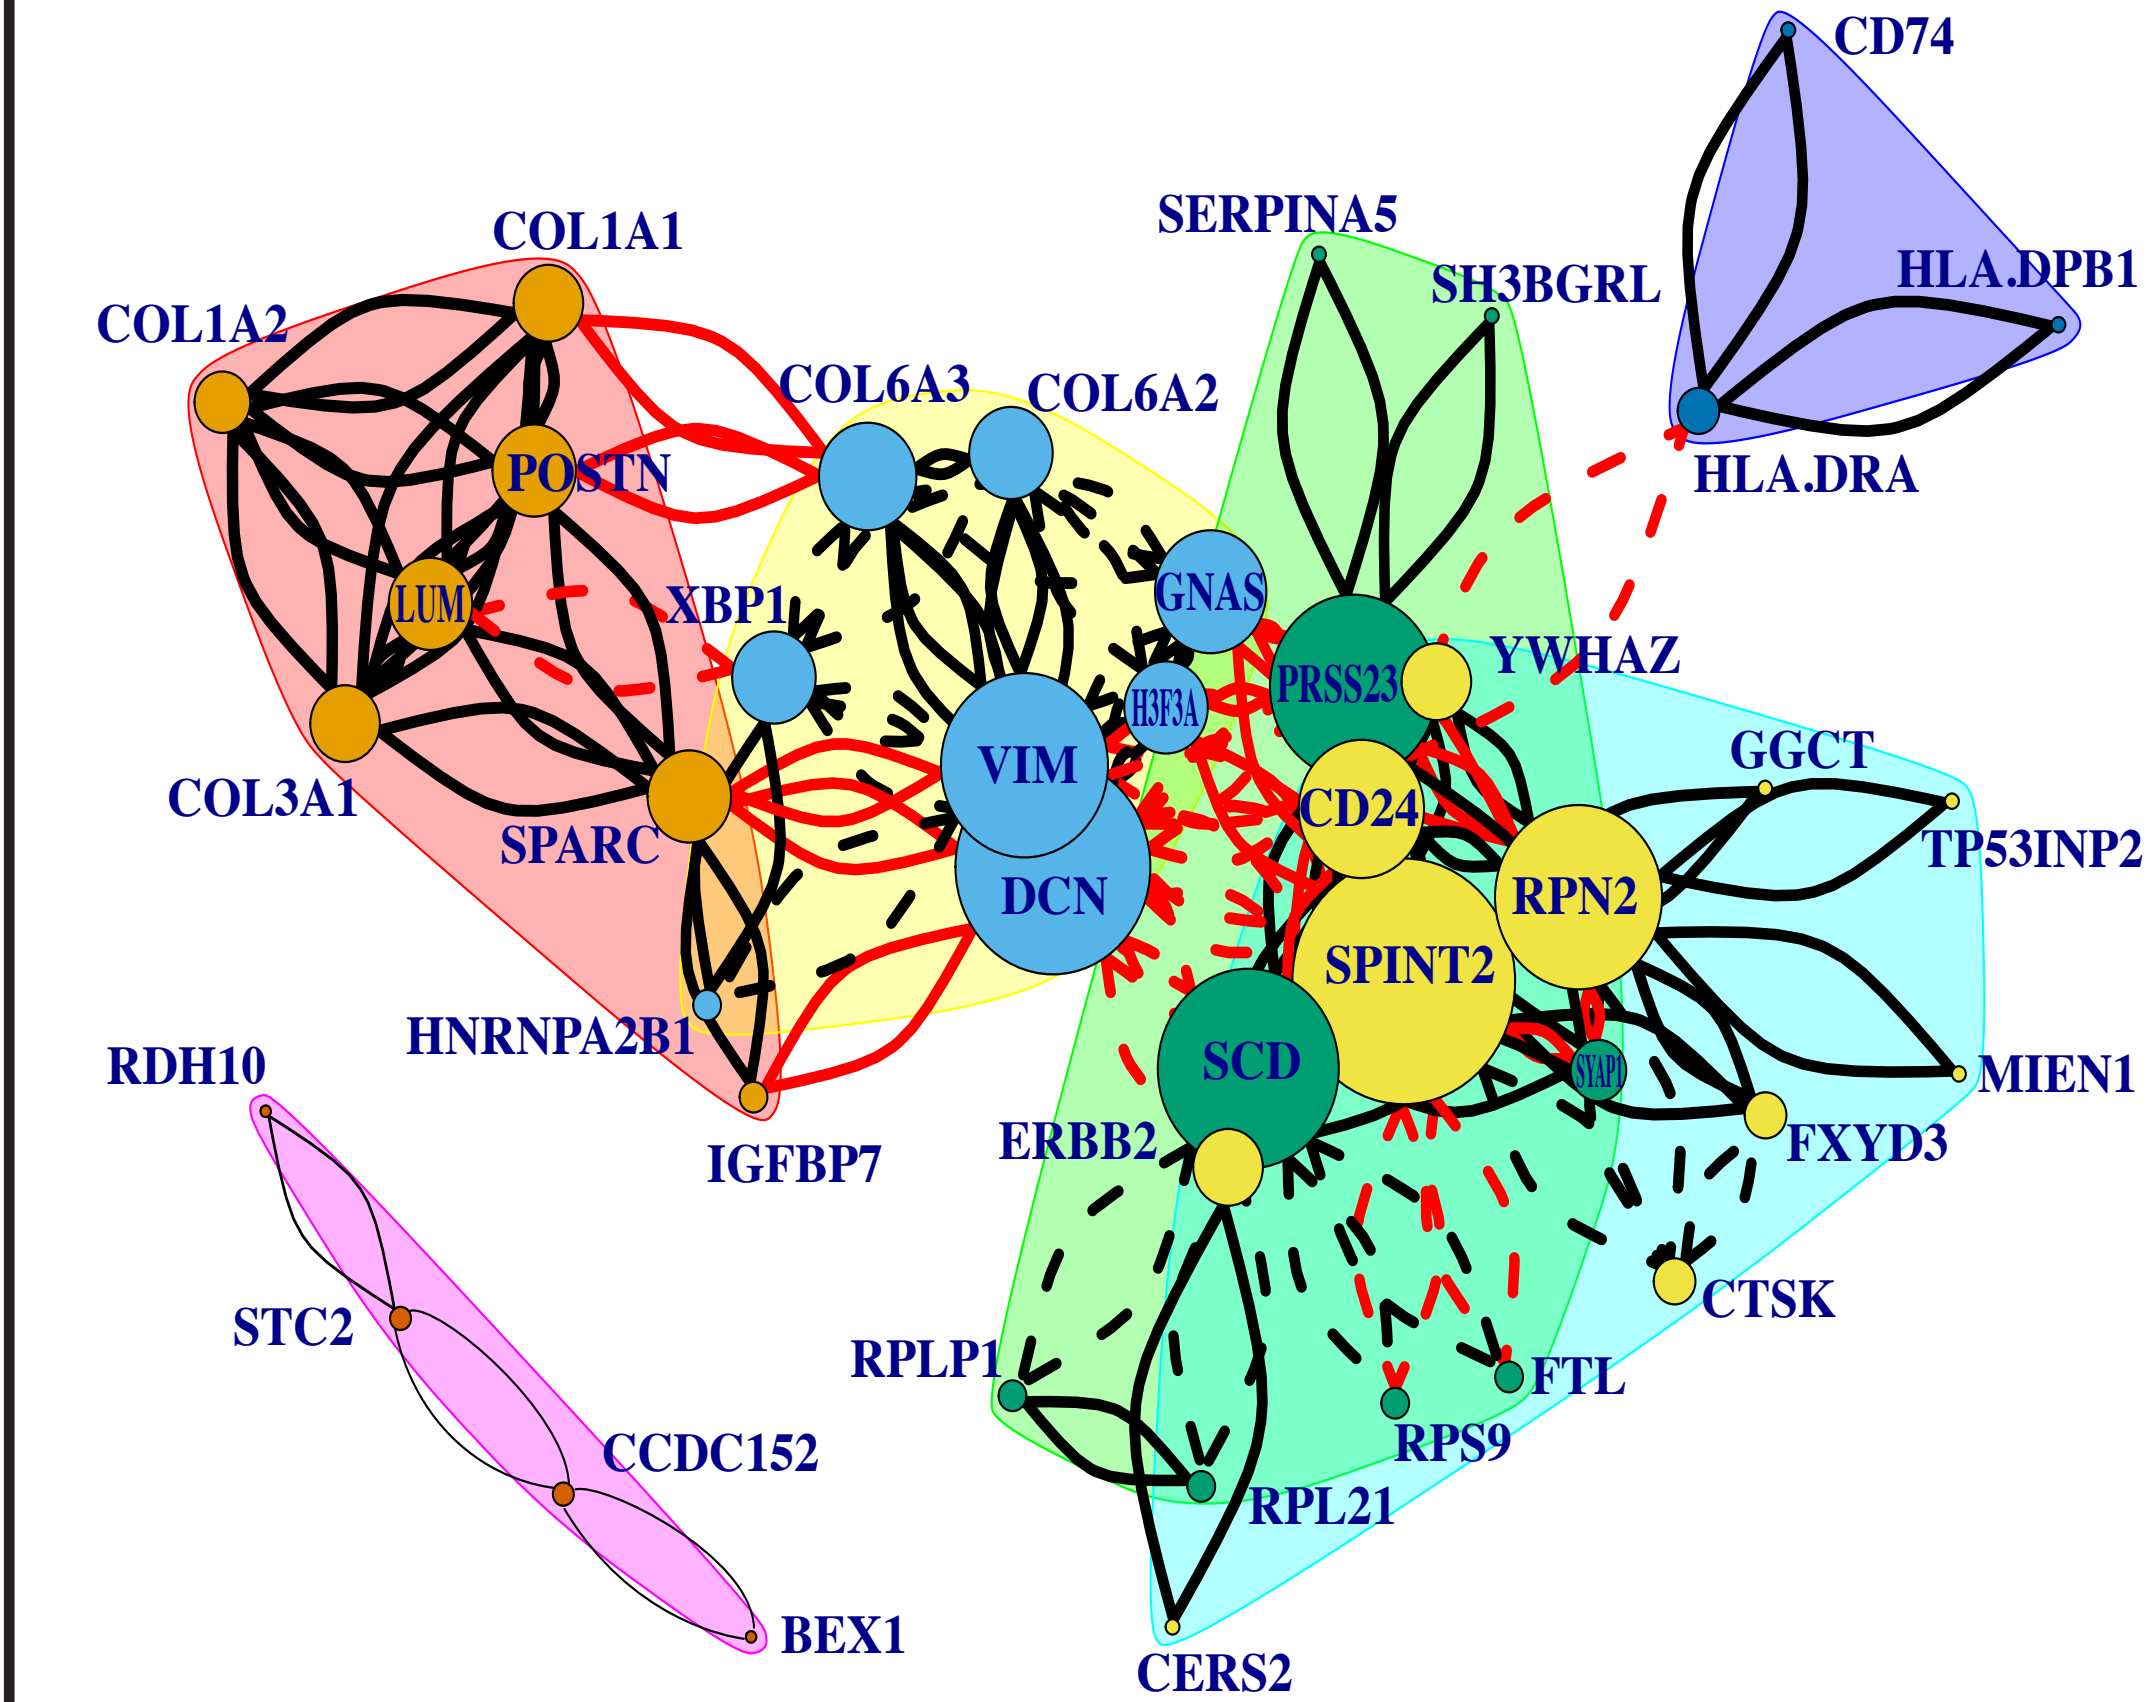 CD74
SERPINA5
COL1A1
HLA.DPB1
SH3BGRL
COL1A2
COL6A3
COL6A2
POSTN
HLA.DRA
LUM
XBP1
GNAS
YWHAZ
PRSS23
H3F3A
GGCT
VIM
COL3A1
CD24
SPARC
TP53INP2
DCN
RPN2
SPINT2
HNRNPA2B1
RDH10
SCD
SYAP1
MIEN1
ERBB2
FXYD3
IGFBP7
CTSK
STC2
RPLP1
FTL
CCDC152
RPS9
RPL21
BEX1
CERS2